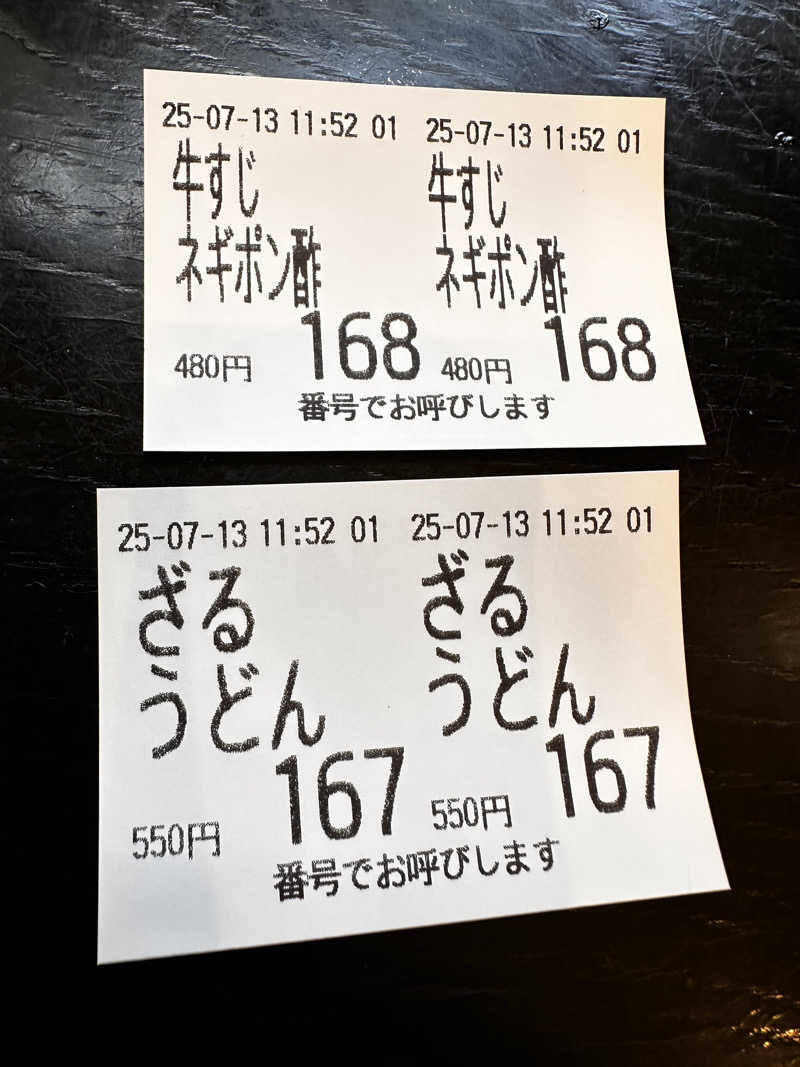 25-07-13 11:52 01 25-07-13 11:52 01
牛すじ 牛すじ
ネギポン酢 ネギポン酢
480円 168 480円 168
番号でお呼びします
25-07-13 11:52 01 25-07-13 11:52 01
ざる ざる
うどん うどん
550円 167 550円 167
番号でお呼びします